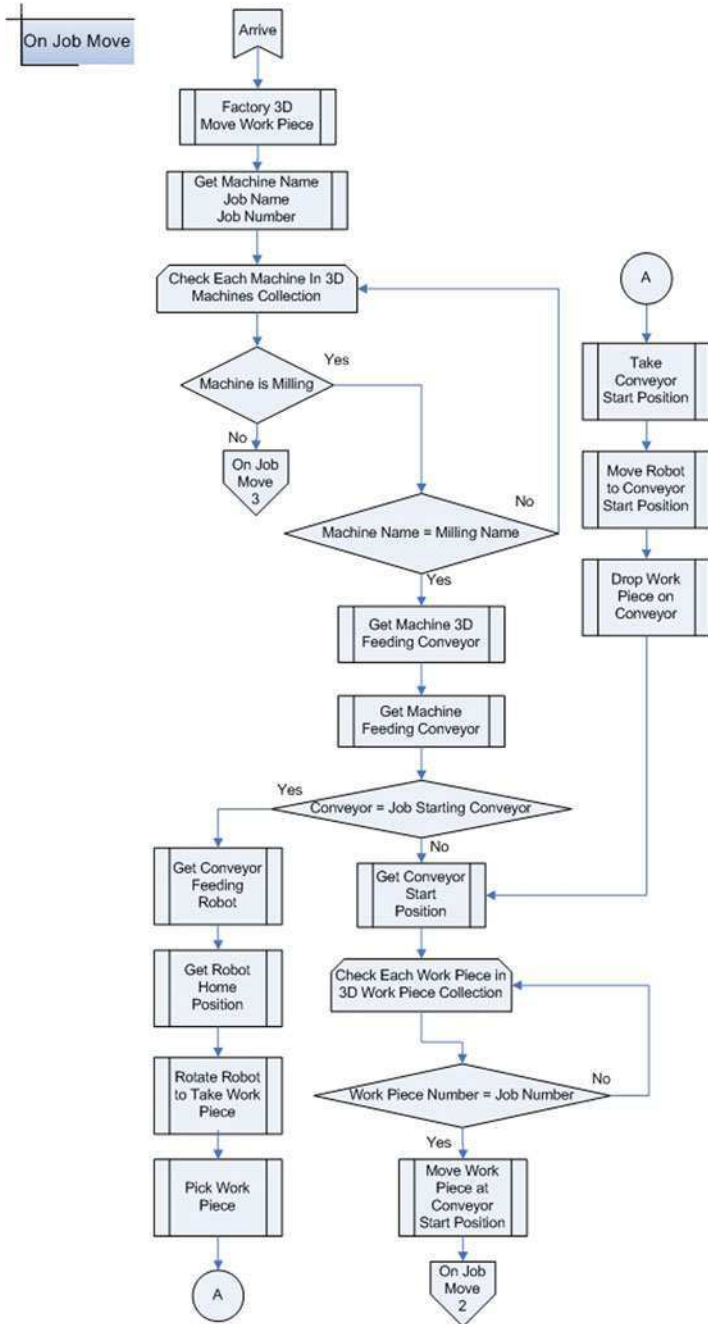 On Job Move
Arrive
Factory 3D
Move Work Piece
Get Machine Name
Job Name
Job Number
Check Each Machine In 3D
Machines Collection
Machine is Milling
Yes
No
On Job
Move
3
Machine Name = Milling Name
No
Yes
Get Machine 3D
Feeding Conveyor
Get Machine
Feeding Conveyor
Conveyor = Job Starting Conveyor
Yes
No
Get Conveyor
Feeding
Robot
Get Robot
Home
Position
Rotate Robot
to Take Work
Piece
Pick Work
Piece
A
Get Conveyor
Start
Position
Check Each Work Piece in
3D Work Piece Collection
Work Piece Number = Job Number
No
Yes
Move Work
Piece at
Conveyor
Start Position
On Job
Move
2
A
Take
Conveyor
Start Position
Move Robot
to Conveyor
Start Position
Drop Work
Piece on
Conveyor